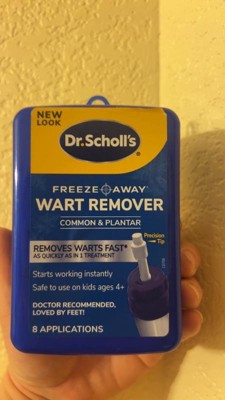 NEW
LOOK
Dr. Scholl's®
FREEZE AWAY®
WART REMOVER
COMMON & PLANTAR
Precision
Tip
REMOVES WARTS FAST*
AS QUICKLY AS IN 1 TREATMENT
Starts working instantly
Safe to use on kids ages 4+
DOCTOR RECOMMENDED,
LOVED BY FEET!
8 APPLICATIONS